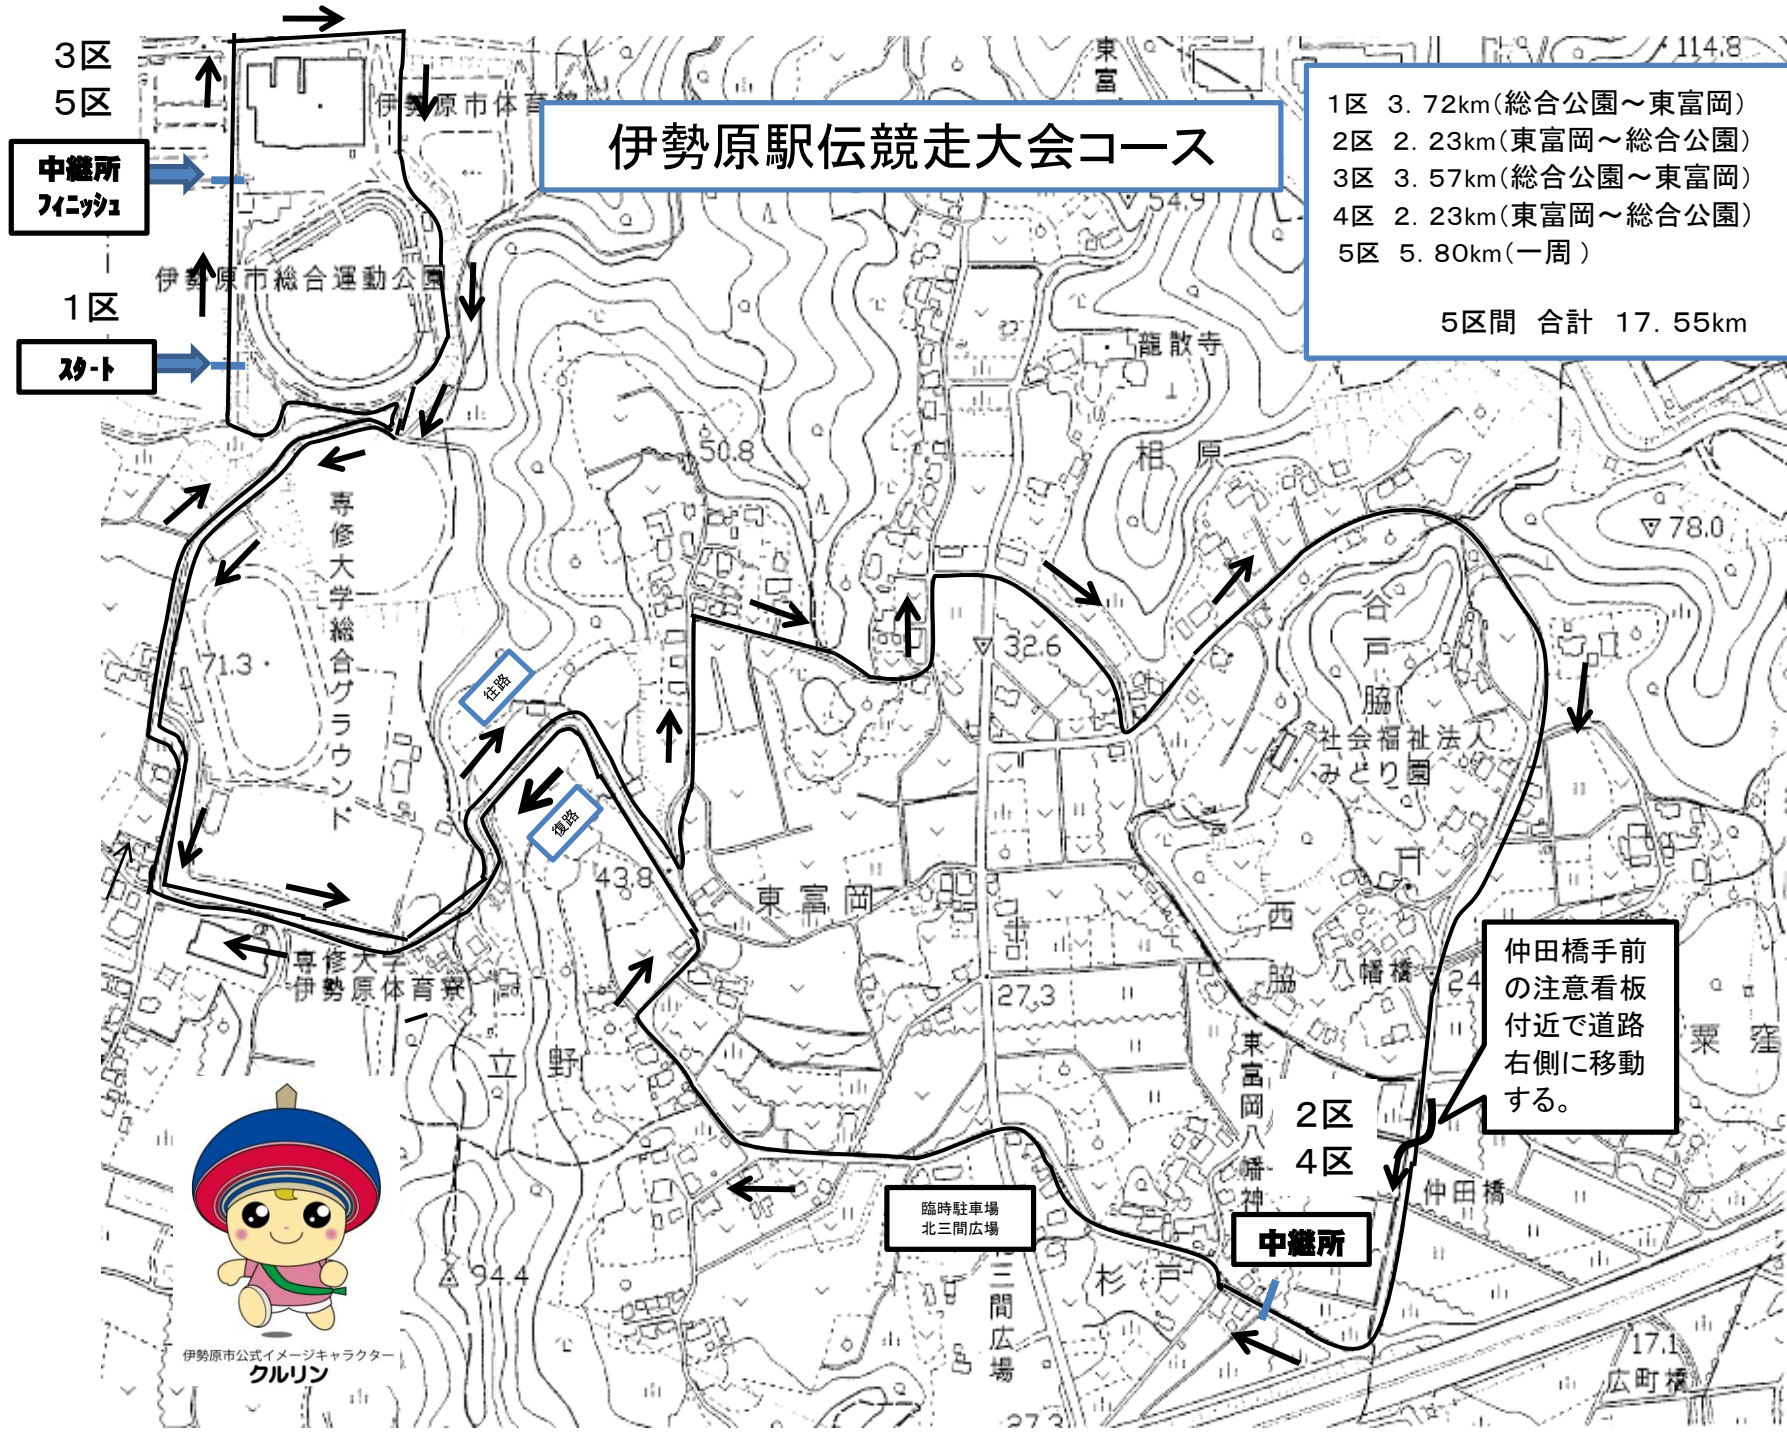 3区
5区
中継所
フィニッシュ
1区
スタート
伊勢原駅伝競走大会コース
1区 3. 72km(総合公園～東富岡)
2区 2. 23km(東富岡～総合公園)
3区 3. 57km(総合公園～東富岡)
4区 2. 23km(東富岡～総合公園)
5区 5. 80km(一周 )
5区間 合計 17. 55km
114.8
東富
伊勢原市体育館
伊勢原市総合運動公園
54.9
龍散寺
相原
50.8
78.0
専修大学総合グラウンド
71.3
往路
復路
32.6
谷戸脇
社会福祉法人
みどり園
43.8
東富岡
西脇
八幡橋
24
27.3
粟窪
専修大学
伊勢原体育寮
立野
東富岡八幡神
仲田橋手前
の注意看板
付近で道路
右側に移動
する。
2区
4区
仲田橋
臨時駐車場
北三間広場
中継所
杉戸
三間広場
94.4
17.1
広町橋
27.3
伊勢原市公式イメージキャラクター
クルリン